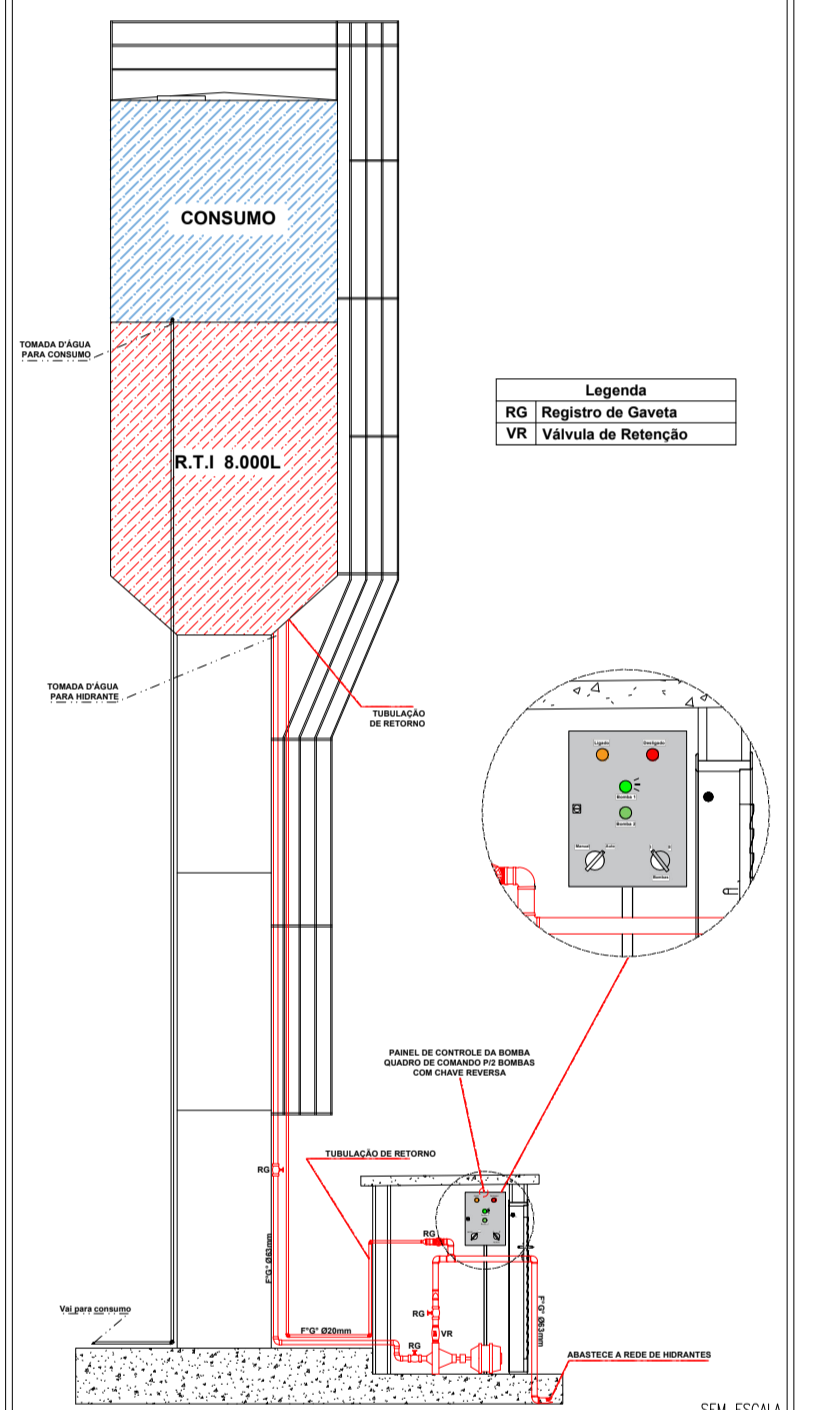 CONSUMO
TOMADA D'ÁGUA
PARA CONSUMO
Legenda
RG Registro de Gaveta
VR Válvula de Retenção
R.T.I 8.000L
TOMADA D'ÁGUA
PARA HIDRANTE
TUBULAÇÃO
DE RETORNO
Ligado
Desligado
Bomba 1
Bomba 2
Manual
Auto
Bombas
PAINEL DE CONTROLE DA BOMBA
QUADRO DE COMANDO P/2 BOMBAS
COM CHAVE REVERSA
TUBULAÇÃO DE RETORNO
RG
RG
F"G" Ø63mm
RG
F"G" Ø63mm
Vai para consumo
F"G" Ø20mm
VR
RG
ABASTECE A REDE DE HIDRANTES
SEM ESCALA